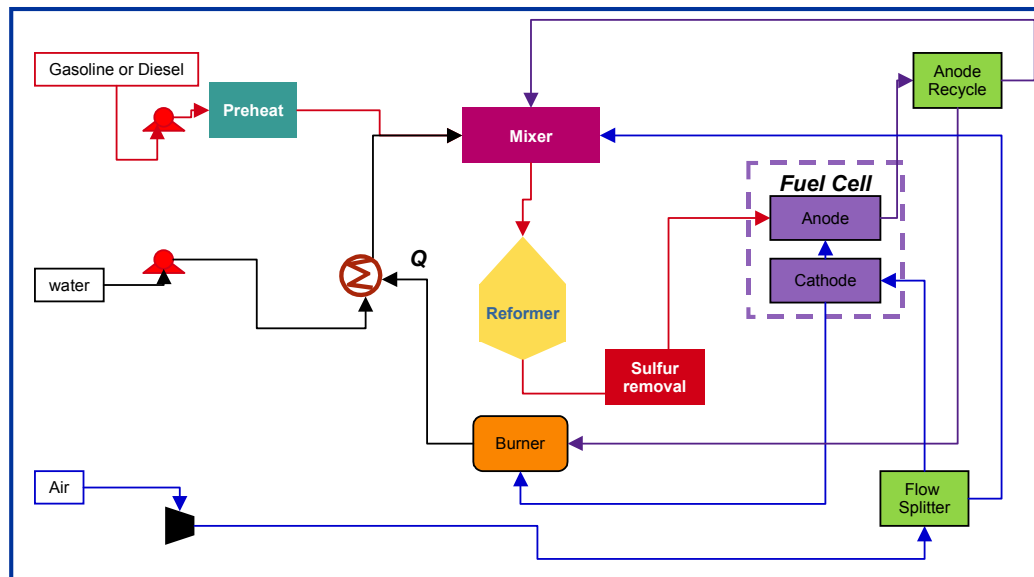 Gasoline or Diesel
Preheat
Mixer
Anode
Recycle
Fuel Cell
Anode
Cathode
water
Q
Reformer
Sulfur
removal
Burner
Air
Flow
Splitter